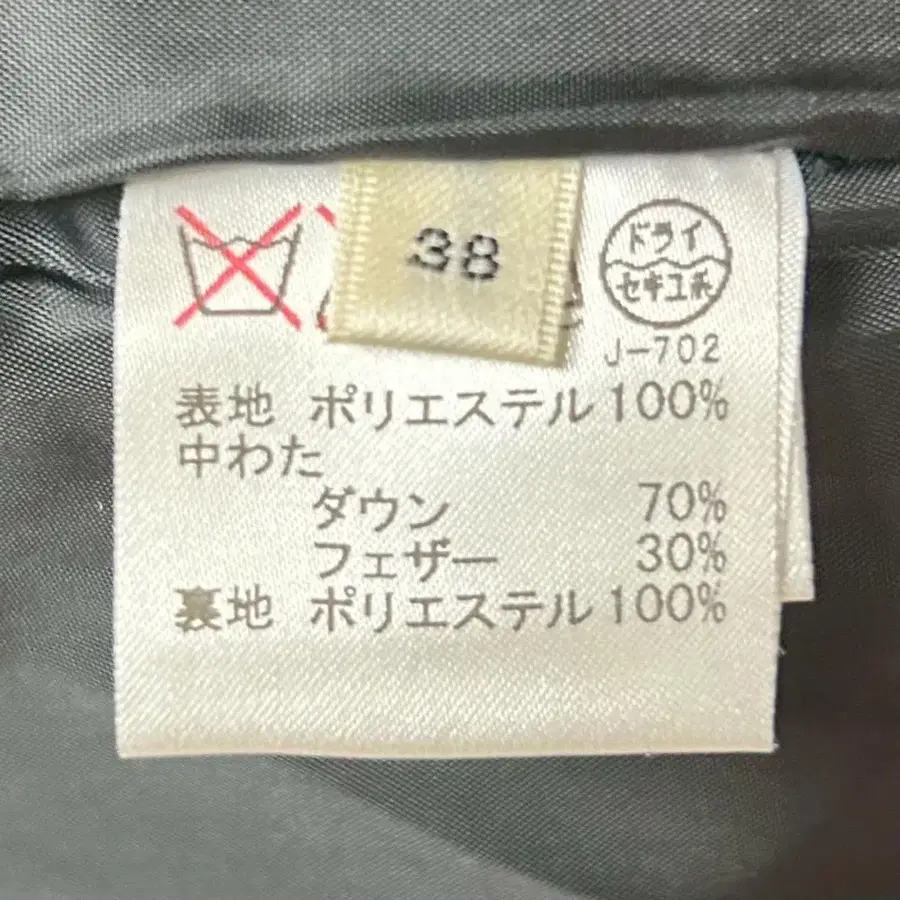 38
ドライ
セキユ系
J-702
表地 ポリエステル 100%
中わた
ダウン 70%
フェザー 30%
裏地 ポリエステル 100%